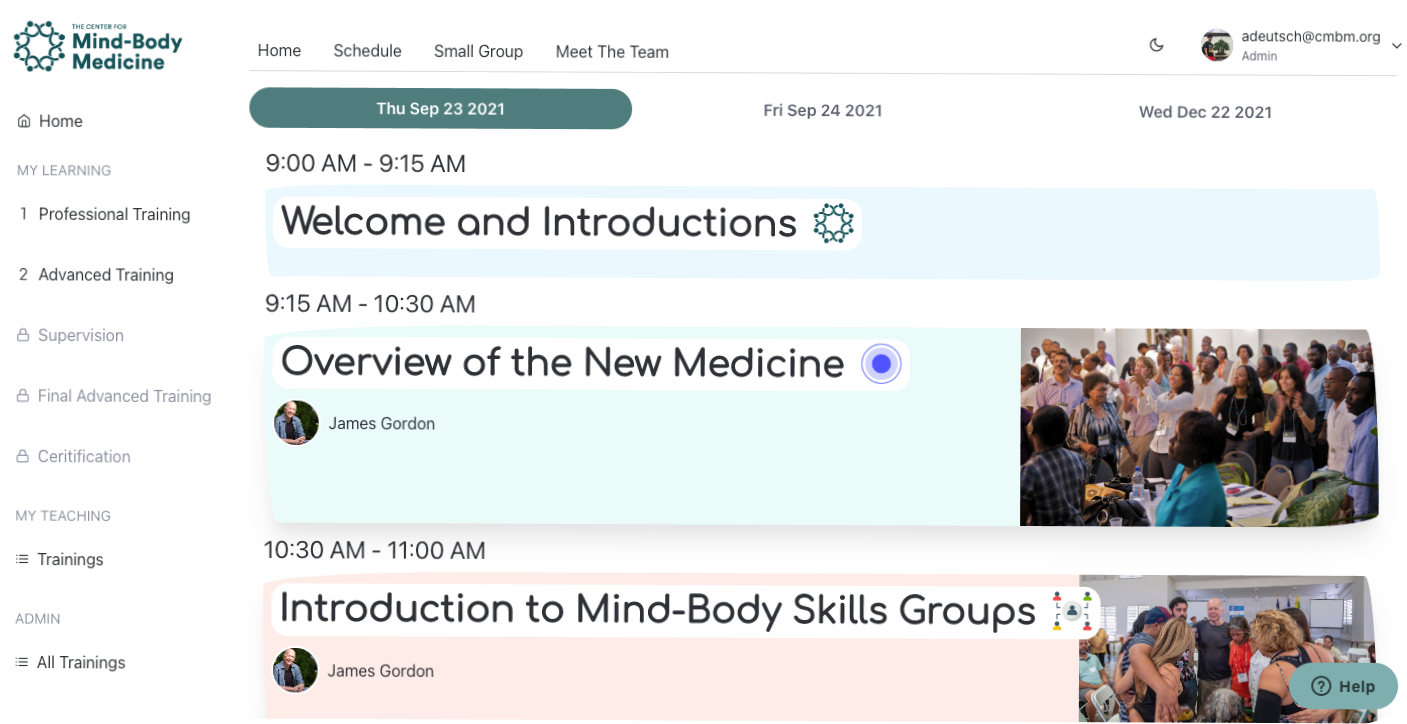 THE CENTER FOR
Mind-Body
Medicine
Home Schedule Small Group Meet The Team
adeutsch@cmbm.org
Admin
Home
MY LEARNING
1 Professional Training
2 Advanced Training
Supervision
Final Advanced Training
Ceritification
MY TEACHING
Trainings
ADMIN
All Trainings
Thu Sep 23 2021 Fri Sep 24 2021 Wed Dec 22 2021
9:00 AM - 9:15 AM
Welcome and Introductions
9:15 AM - 10:30 AM
Overview of the New Medicine
James Gordon
10:30 AM - 11:00 AM
Introduction to Mind-Body Skills Groups
James Gordon
? Help